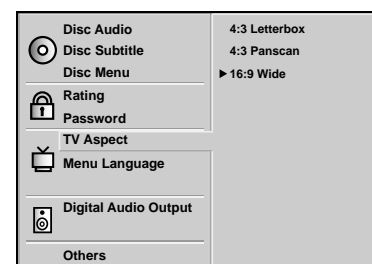 Disc Audio
Disc Subtitle
Disc Menu
Rating
Password
TV Aspect
Menu Language
Digital Audio Output
Others
4:3 Letterbox
4:3 Panscan
16:9 Wide